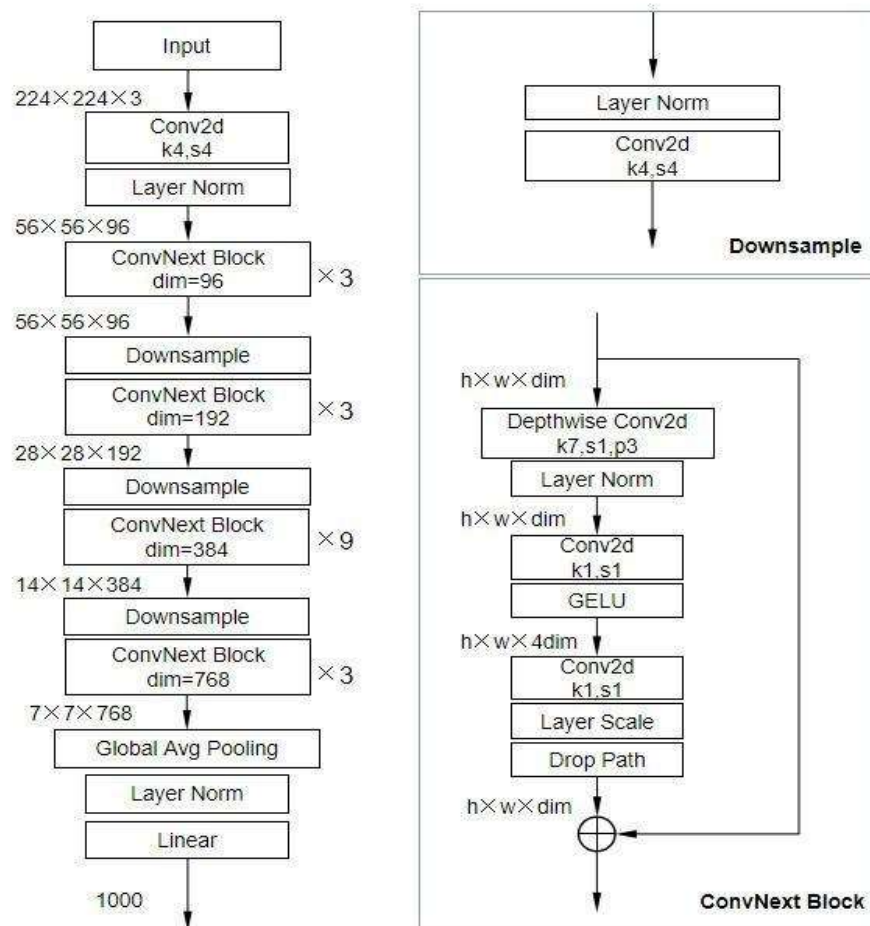 Input
224×224×3
Conv2d
k4,s4
Layer Norm
56×56×96
ConvNext Block
dim=96
×3
56×56×96
Downsample
ConvNext Block
dim=192
×3
28×28×192
Downsample
ConvNext Block
dim=384
×9
14×14×384
Downsample
ConvNext Block
dim=768
×3
7×7×768
Global Avg Pooling
Layer Norm
Linear
1000
Layer Norm
Conv2d
k4,s4
Downsample
h×w×dim
Depthwise Conv2d
k7,s1,p3
Layer Norm
h×w×dim
Conv2d
k1,s1
GELU
h×w×4dim
Conv2d
k1,s1
Layer Scale
Drop Path
h×w×dim
ConvNext Block